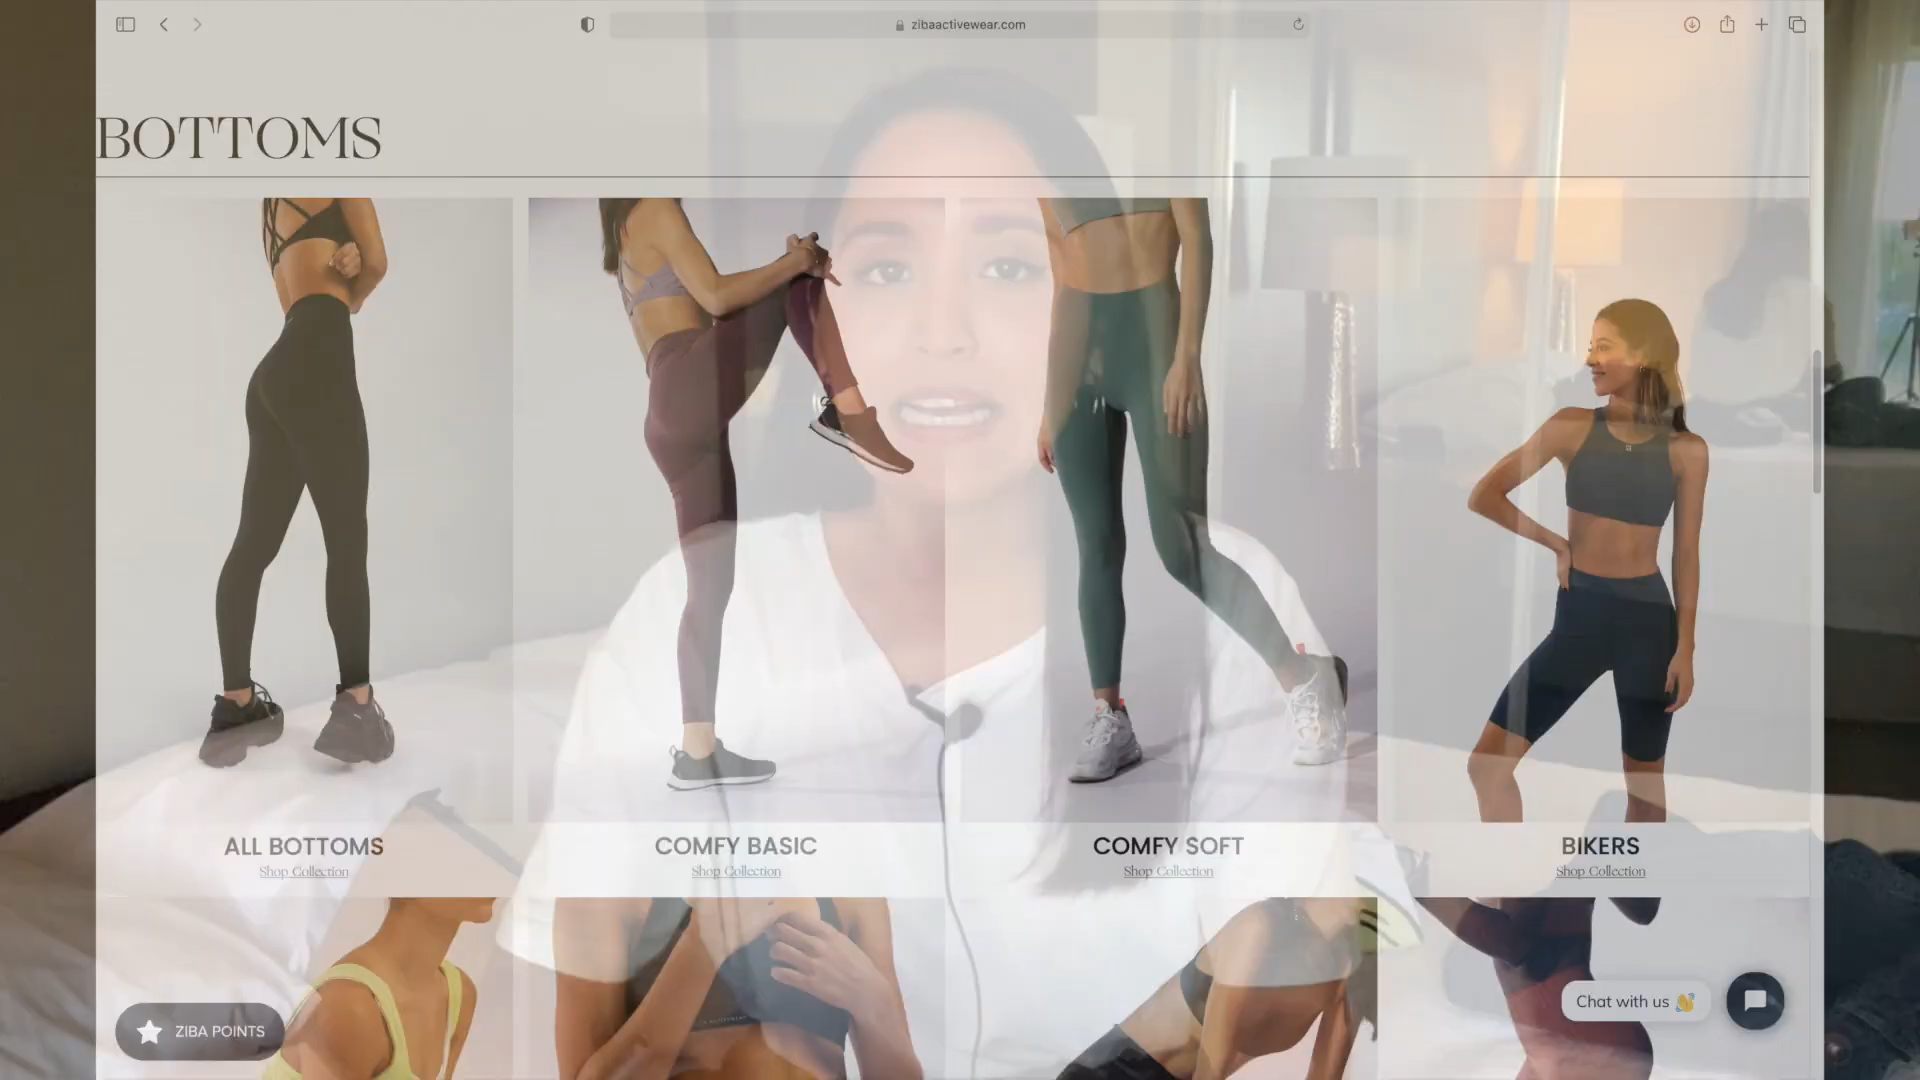 zibaactivewear.com
BOTTOMS
ALL BOTTOMS
Shop Collection
COMFY BASIC
Shop Collection
COMFY SOFT
Shop Collection
BIKERS
Shop Collection
Chat with us 👋
ZIBA POINTS